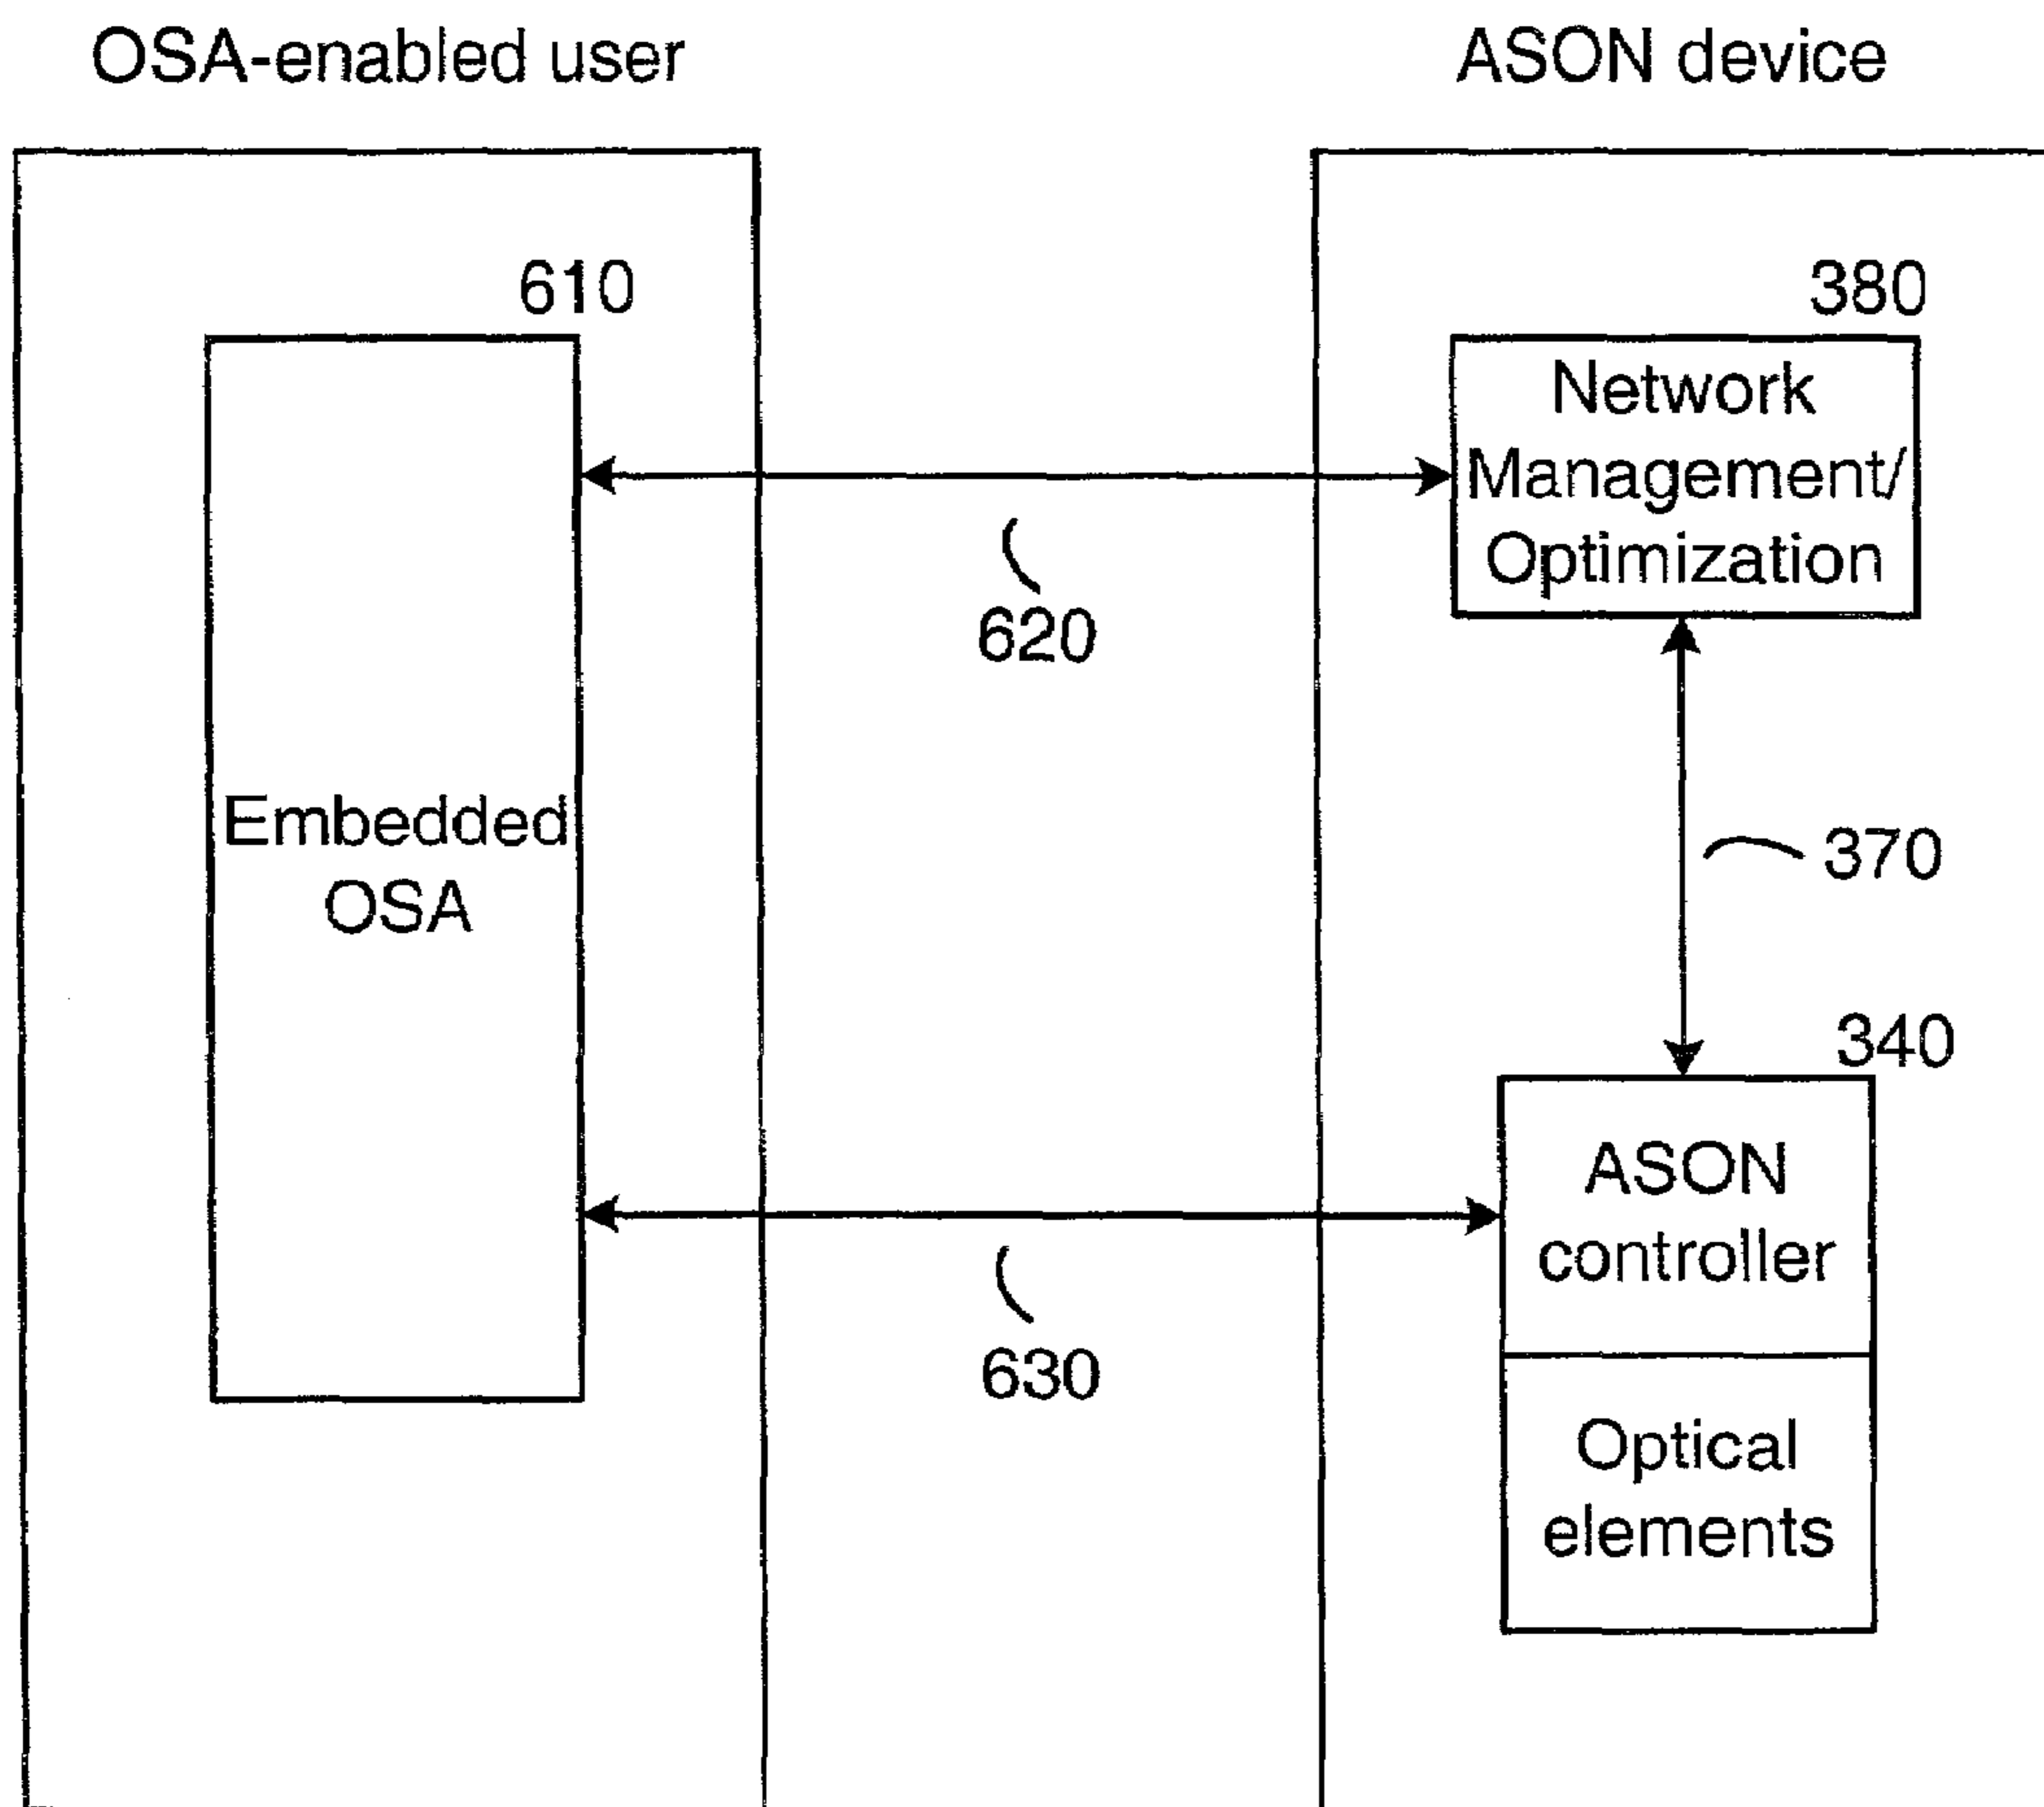 OSA-enabled user
ASON device
610
380
Network
Management/
Optimization
620
Embedded
OSA
370
340
ASON
controller
630
Optical
elements